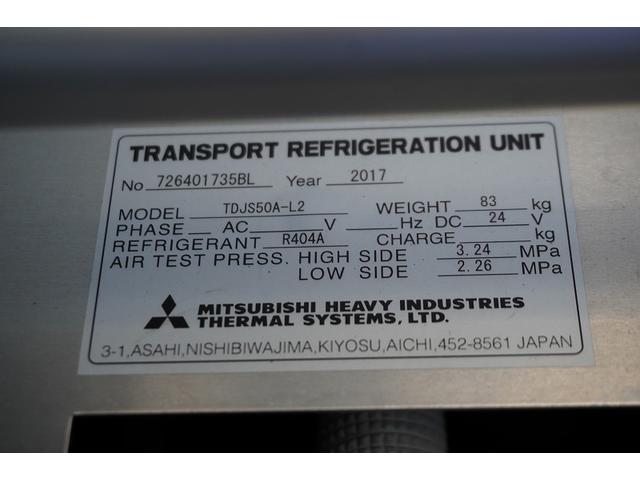 TRANSPORT REFRIGERATION UNIT
No 726401735BL Year 2017
MODEL TDJS50A-L2 WEIGHT 83 kg
PHASE AC V Hz DC 24 V
REFRIGERANT R404A CHARGE kg
AIR TEST PRESS. HIGH SIDE 3.24 MPa
LOW SIDE 2.26 MPa
MITSUBISHI HEAVY INDUSTRIES
THERMAL SYSTEMS, LTD.
3-1,ASAHI,NISHIBIWAJIMA,KIYOSU,AICHI,452-8561 JAPAN